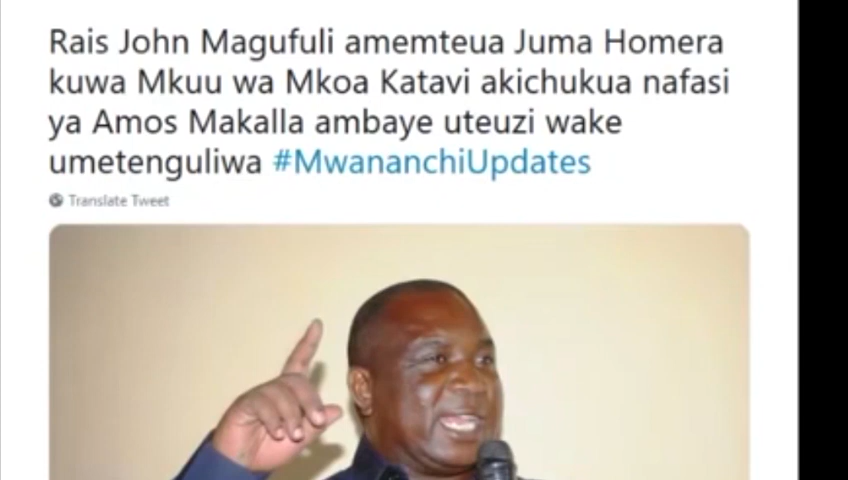 Rais John Magufuli amemteua Juma Homera
kuwa Mkuu wa Mkoa Katavi akichukua nafasi
ya Amos Makalla ambaye uteuzi wake
umetenguliwa #MwananchiUpdates
Translate Tweet